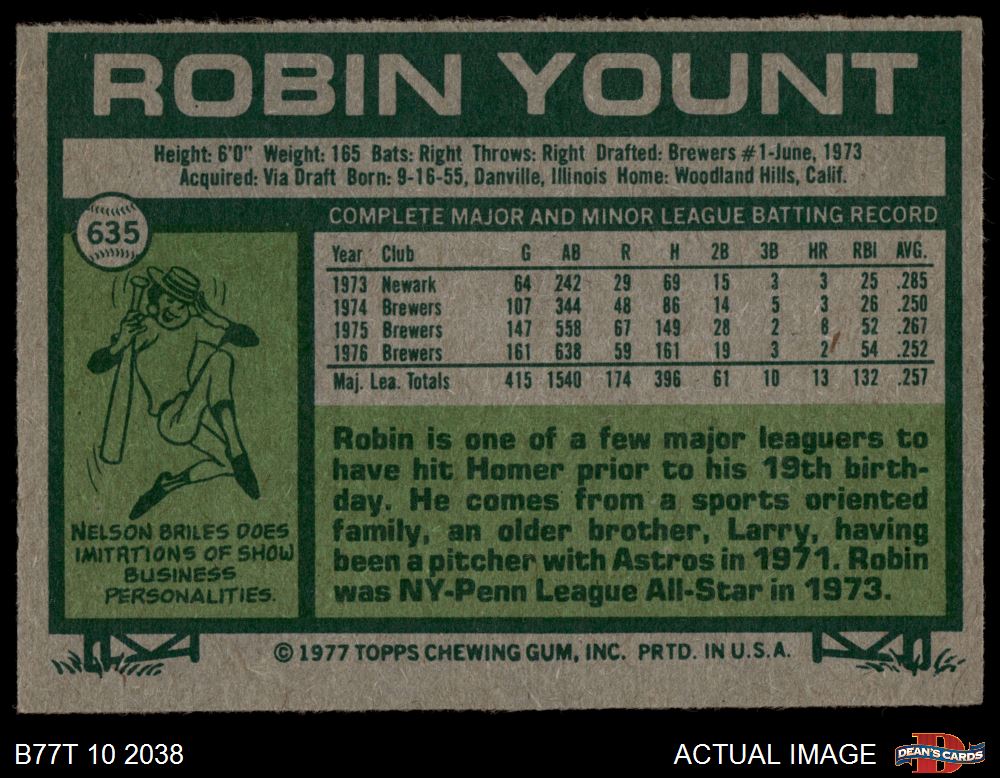 ROBIN YOUNT
Height: 6'0" Weight: 165 Bats: Right Throws: Right Drafted: Brewers #1-June, 1973
Acquired: Via Draft Born: 9-16-55, Danville, Illinois Home: Woodland Hills, Calif.
635
COMPLETE MAJOR AND MINOR LEAGUE BATTING RECORD
Year Club G AB R H 2B 3B HR RBI AVG.
1973 Newark 64 242 29 69 15 3 3 25 .285
1974 Brewers 107 344 48 86 14 5 3 26 .250
1975 Brewers 147 558 67 149 28 2 8 52 .267
1976 Brewers 161 638 59 161 19 3 2 54 .252
Maj. Lea. Totals 415 1540 174 396 61 10 13 132 .257
NELSON BRILES DOES
IMITATIONS OF SHOW
BUSINESS
PERSONALITIES.
Robin is one of a few major leaguers to
have hit Homer prior to his 19th birth-
day. He comes from a sports oriented
family, an older brother, Larry, having
been a pitcher with Astros in 1971. Robin
was NY-Penn League All-Star in 1973.
© 1977 TOPPS CHEWING GUM, INC. PRTD. IN U.S.A.
B77T 10 2038
ACTUAL IMAGE
DEAN'S CARDS